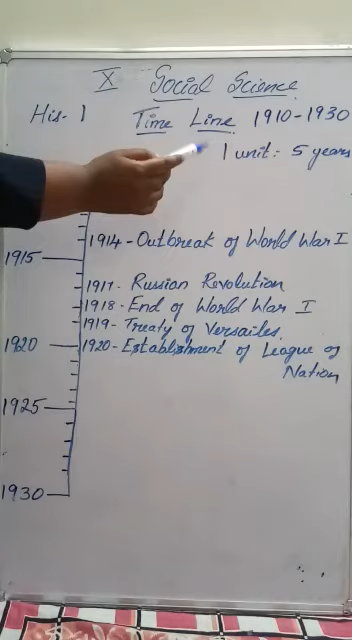 X Social Science
His- 1 Time Line 1910-1930
1 unit: 5 years
1914 - Outbreak of World War I
1915
1917- Russian Revolution
1918 - End of World War I
1919 - Treaty of Versailes.
1920 1920 - Establishment of League of
Nation
1925
1930